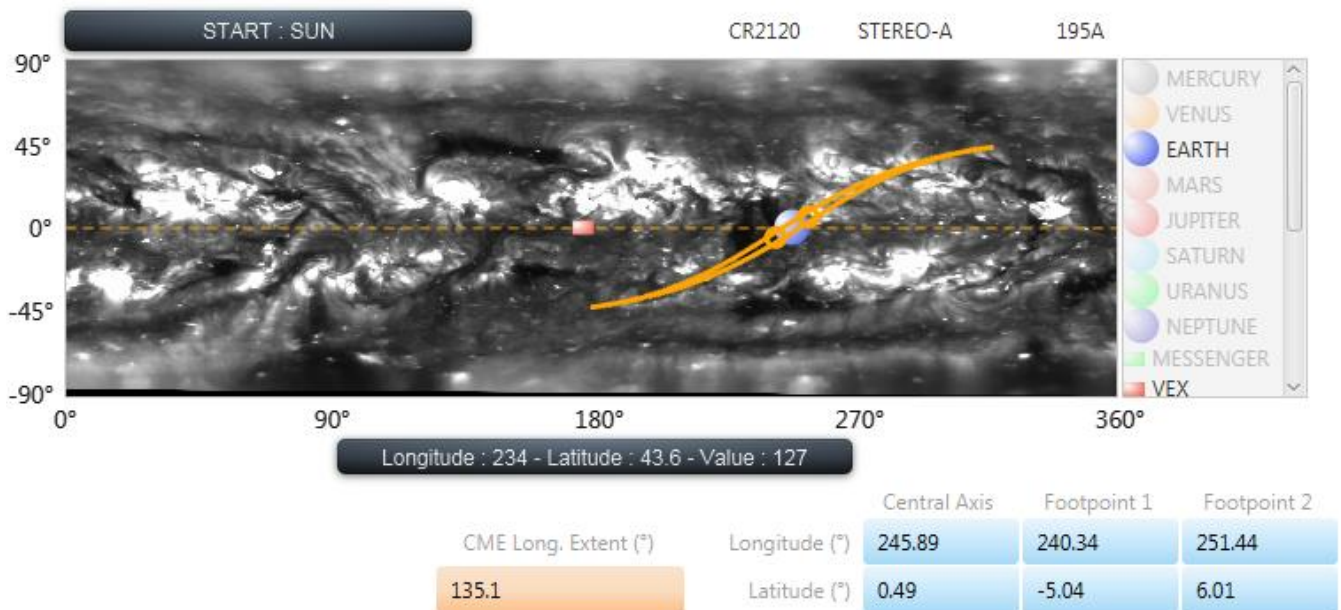 START : SUN CR2120 STEREO-A 195A
90°
45°
0°
-45°
-90°
0° 90° 180° 270° 360°
MERCURY
VENUS
EARTH
MARS
JUPITER
SATURN
URANUS
NEPTUNE
MESSENGER
VEX
Longitude : 234 - Latitude : 43.6 - Value : 127
Central Axis Footpoint 1 Footpoint 2
CME Long. Extent (°) Longitude (°) 245.89 240.34 251.44
135.1 Latitude (°) 0.49 -5.04 6.01